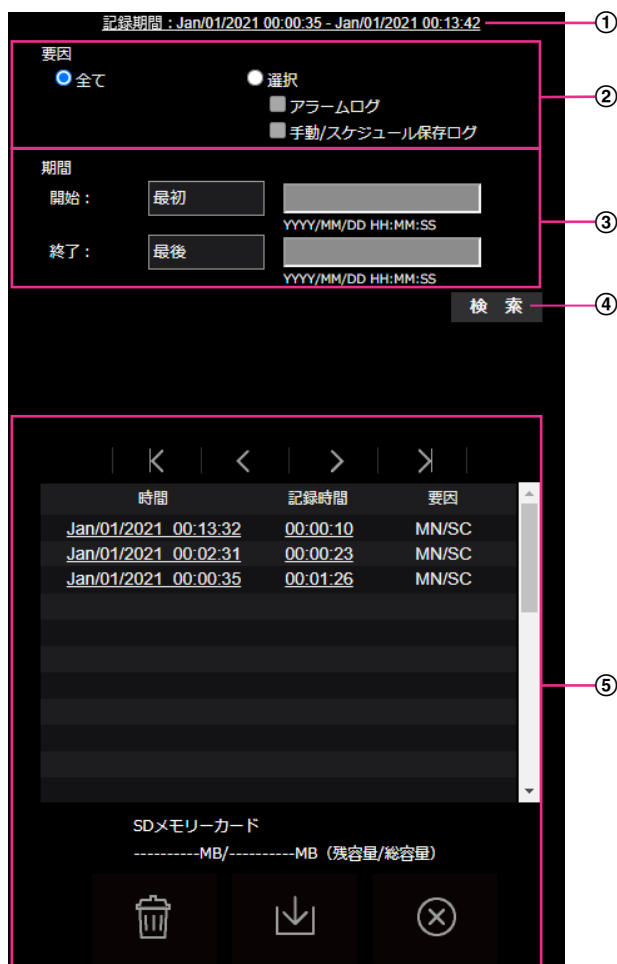 記録期間 : Jan/01/2021 00:00:35 - Jan/01/2021 00:13:42 ①
要因
全て 選択
アラームログ ②
手動/スケジュール保存ログ
期間
開始： 最初
YYYY/MM/DD HH:MM:SS ③
終了： 最後
YYYY/MM/DD HH:MM:SS
検 索 ④
時間 記録時間 要因
Jan/01/2021 00:13:32 00:00:10 MN/SC
Jan/01/2021 00:02:31 00:00:23 MN/SC
Jan/01/2021 00:00:35 00:01:26 MN/SC
⑤
SDメモリーカード
----------MB/----------MB（残容量/総容量）